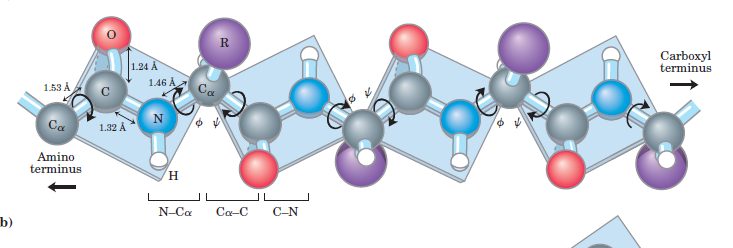 O
R
Carboxyl
terminus
1.24 Å
1.53 Å
C
1.46 Å
Cα
ϕ ψ
Cα
1.32 Å
N
ϕ ψ
ϕ ψ
Amino
terminus
H
N–Cα
Cα–C
C–N
b)